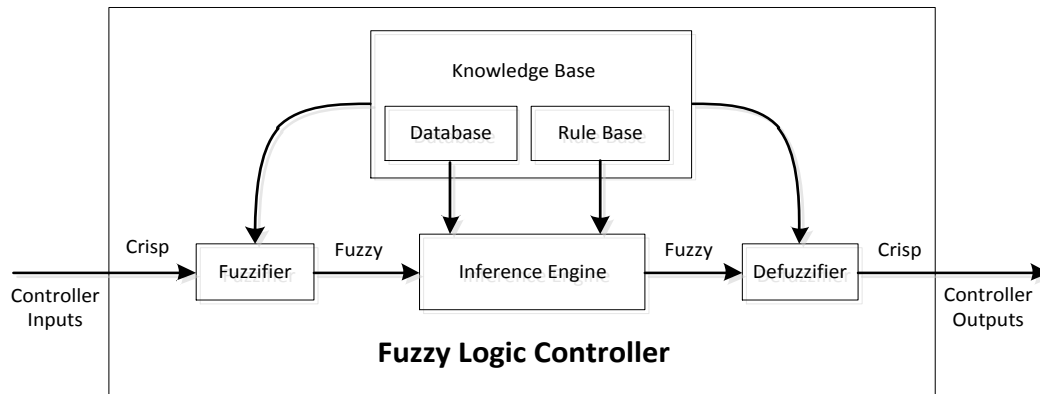 Knowledge Base
Database
Rule Base
Crisp
Fuzzifier
Fuzzy
Inference Engine
Fuzzy
Defuzzifier
Crisp
Controller
Inputs
Controller
Outputs
Fuzzy Logic Controller